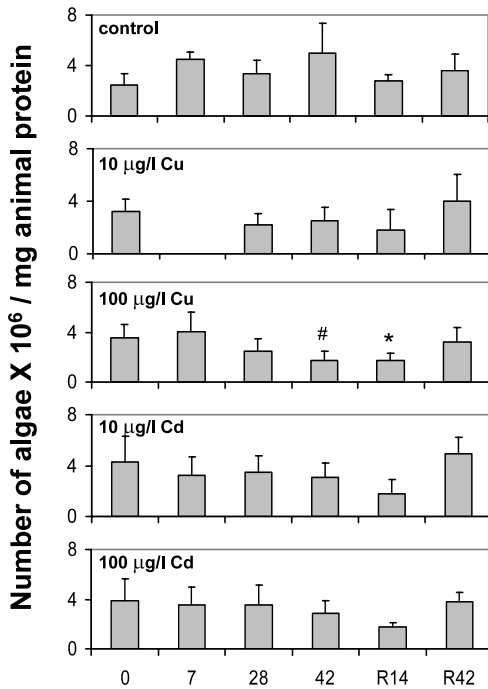 Number of algae X 10⁶ / mg animal protein
8
control
4
0
8
10 µg/l Cu
4
0
8
100 µg/l Cu
# *
4
0
8
10 µg/l Cd
4
0
8
100 µg/l Cd
4
0
0 7 28 42 R14 R42